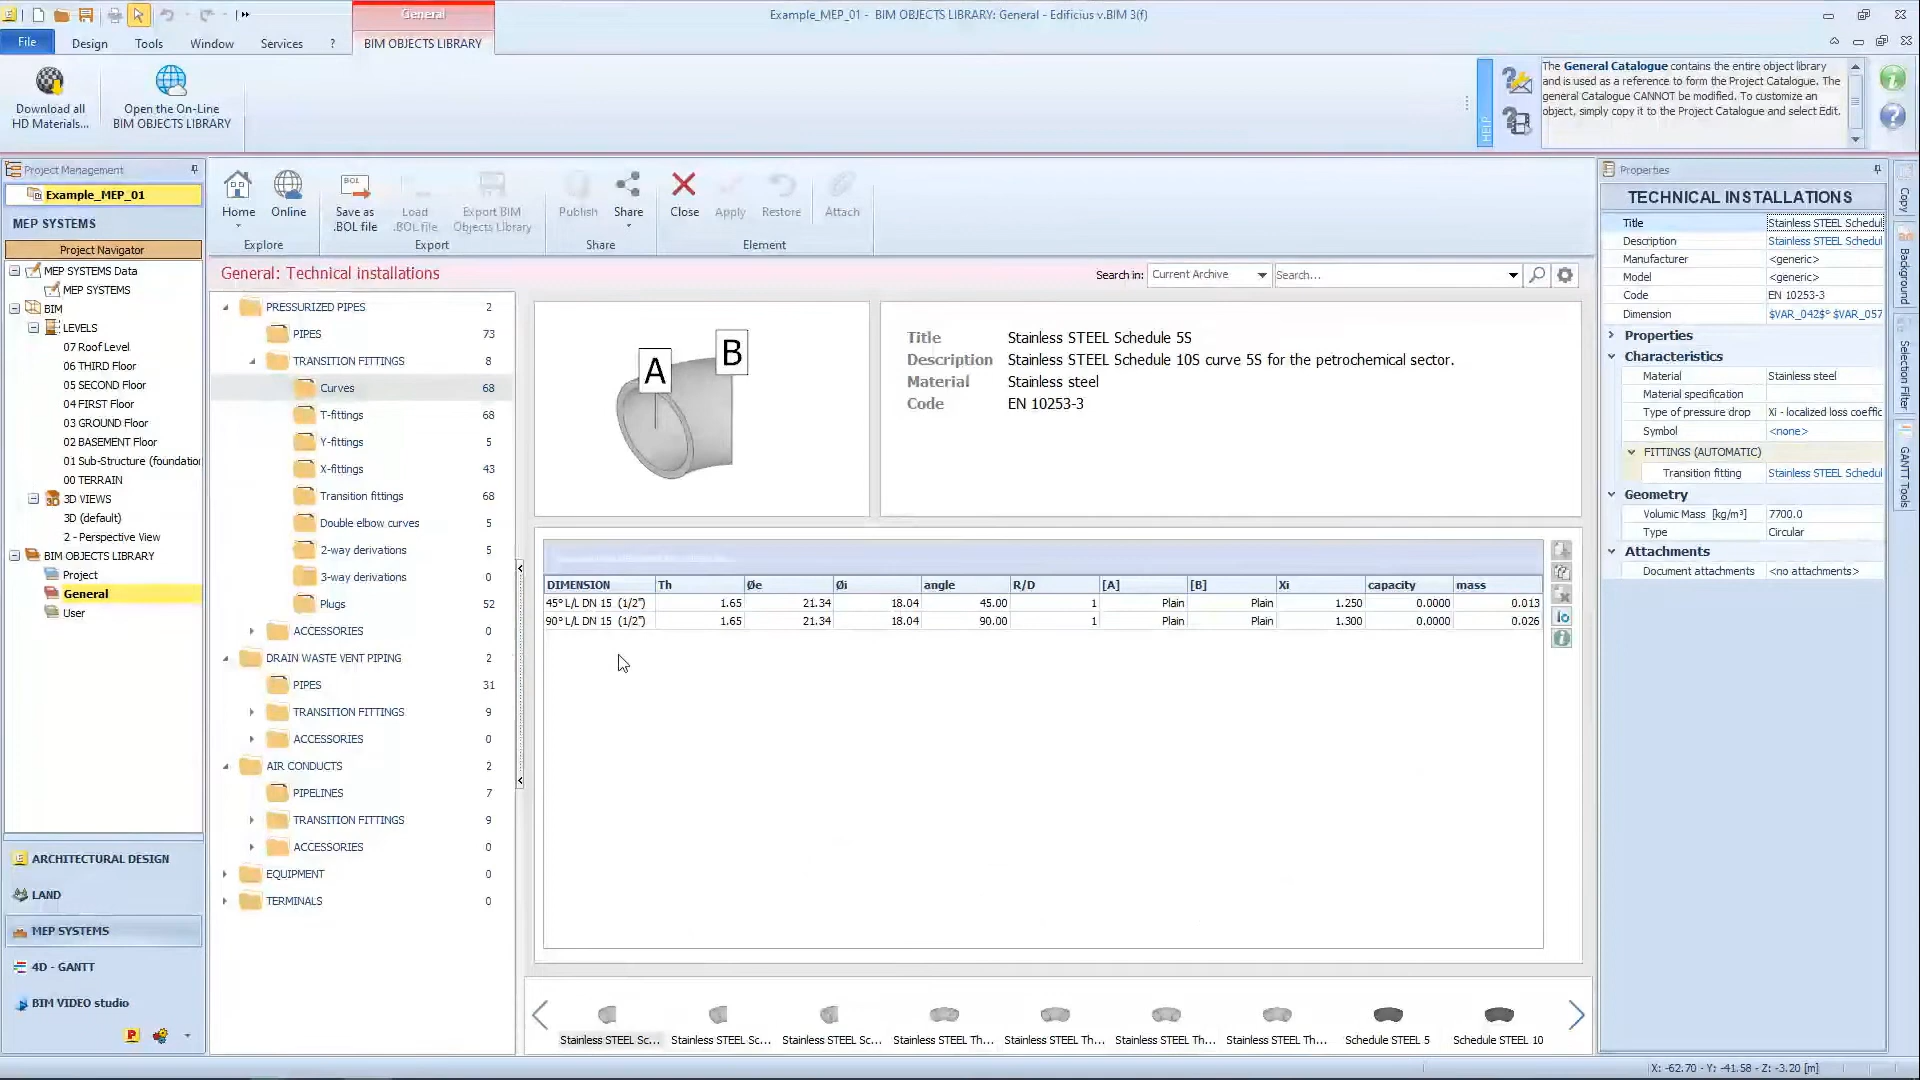 General
Example_MEP_01 - BIM OBJECTS LIBRARY: General - Edificius v.BIM 3(f)
File
Design
Tools
Window
Services
?
BIM OBJECTS LIBRARY
Download all
HD Materials...
Open the On-Line
BIM OBJECTS LIBRARY
HELP
The General Catalogue contains the entire object library
and is used as a reference to form the Project Catalogue. The
general Catalogue CANNOT be modified. To customize an
object, simply copy it to the Project Catalogue and select Edit.
Project Management
Example_MEP_01
MEP SYSTEMS
Project Navigator
MEP SYSTEMS Data
MEP SYSTEMS
BIM
LEVELS
07 Roof Level
06 THIRD Floor
05 SECOND Floor
04 FIRST Floor
03 GROUND Floor
02 BASEMENT Floor
01 Sub-Structure (foundation
00 TERRAIN
3D VIEWS
3D (default)
2 - Perspective View
BIM OBJECTS LIBRARY
Project
General
User
ARCHITECTURAL DESIGN
LAND
MEP SYSTEMS
4D - GANTT
BIM VIDEO studio
Home
Online
Explore
BOL
Save as
.BOL file
Load
.BOL file
Export BIM
Objects Library
Export
Publish
Share
Share
Close
Apply
Restore
Attach
Element
General: Technical installations
Search in:
Current Archive
Search...
PRESSURIZED PIPES 2
PIPES 73
TRANSITION FITTINGS 8
Curves 68
T-fittings 68
Y-fittings 5
X-fittings 43
Transition fittings 68
Double elbow curves 5
2-way derivations 5
3-way derivations 0
Plugs 52
ACCESSORIES 0
DRAIN WASTE VENT PIPING 2
PIPES 31
TRANSITION FITTINGS 9
ACCESSORIES 0
AIR CONDUCTS 2
PIPELINES 7
TRANSITION FITTINGS 9
ACCESSORIES 0
EQUIPMENT 0
TERMINALS 0
A
B
Title Stainless STEEL Schedule 5S
Description Stainless STEEL Schedule 10S curve 5S for the petrochemical sector.
Material Stainless steel
Code EN 10253-3
DIMENSION Th Øe Øi angle R/D [A] [B] Xi capacity mass
45° L/L DN 15 (1/2") 1.65 21.34 18.04 45.00 1 Plain Plain 1.250 0.0000 0.013
90° L/L DN 15 (1/2") 1.65 21.34 18.04 90.00 1 Plain Plain 1.300 0.0000 0.026
Stainless STEEL Sc...
Stainless STEEL Sc...
Stainless STEEL Sc...
Stainless STEEL Th...
Stainless STEEL Th...
Stainless STEEL Th...
Stainless STEEL Th...
Schedule STEEL 5
Schedule STEEL 10
Properties
TECHNICAL INSTALLATIONS
Title Stainless STEEL Schedul
Description Stainless STEEL Schedul
Manufacturer <generic>
Model <generic>
Code EN 10253-3
Dimension $VAR_042$° $VAR_057
Properties
Characteristics
Material Stainless steel
Material specification
Type of pressure drop Xi - localized loss coeffic
Symbol <none>
FITTINGS (AUTOMATIC)
Transition fitting Stainless STEEL Schedul
Geometry
Volumic Mass [kg/m³] 7700.0
Type Circular
Attachments
Document attachments <no attachments>
Copy
Background
Selection Filter
GANTT Tools
X: -62.70 - Y: -41.58 - Z: -3.20 [m]